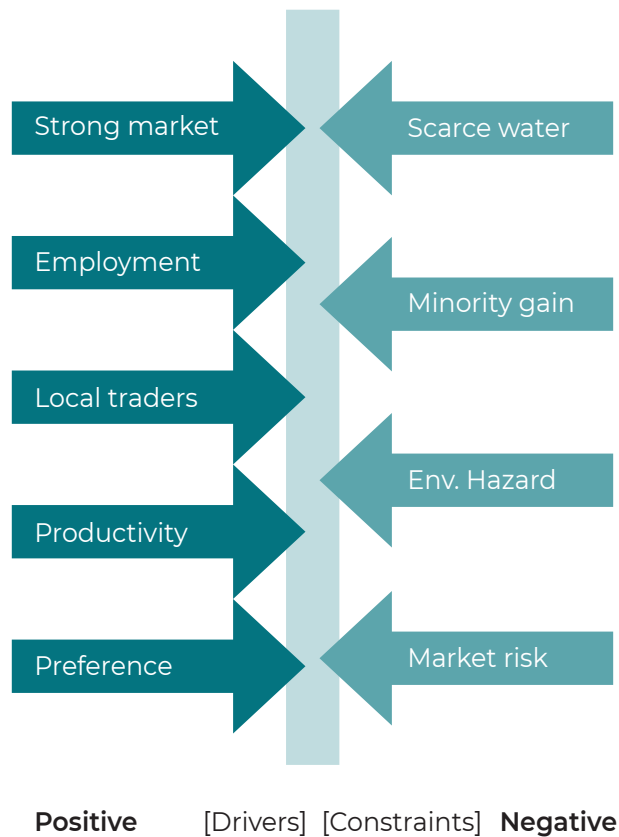 Strong market
Scarce water
Employment
Minority gain
Local traders
Env. Hazard
Productivity
Market risk
Preference
Positive [Drivers] [Constraints] Negative